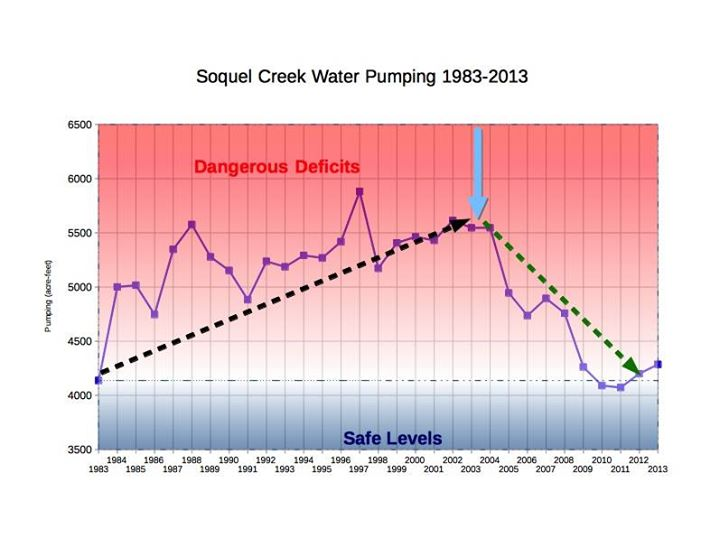 Soquel Creek Water Pumping 1983-2013
6500
Dangerous Deficits
6000
5500
5000
4500
4000
3500
Pumping (acre-feet)
Safe Levels
1984 1986 1988 1990 1992 1994 1996 1998 2000 2002 2004 2006 2008 2010 2012
1983 1985 1987 1989 1991 1993 1995 1997 1999 2001 2003 2005 2007 2009 2011 2013